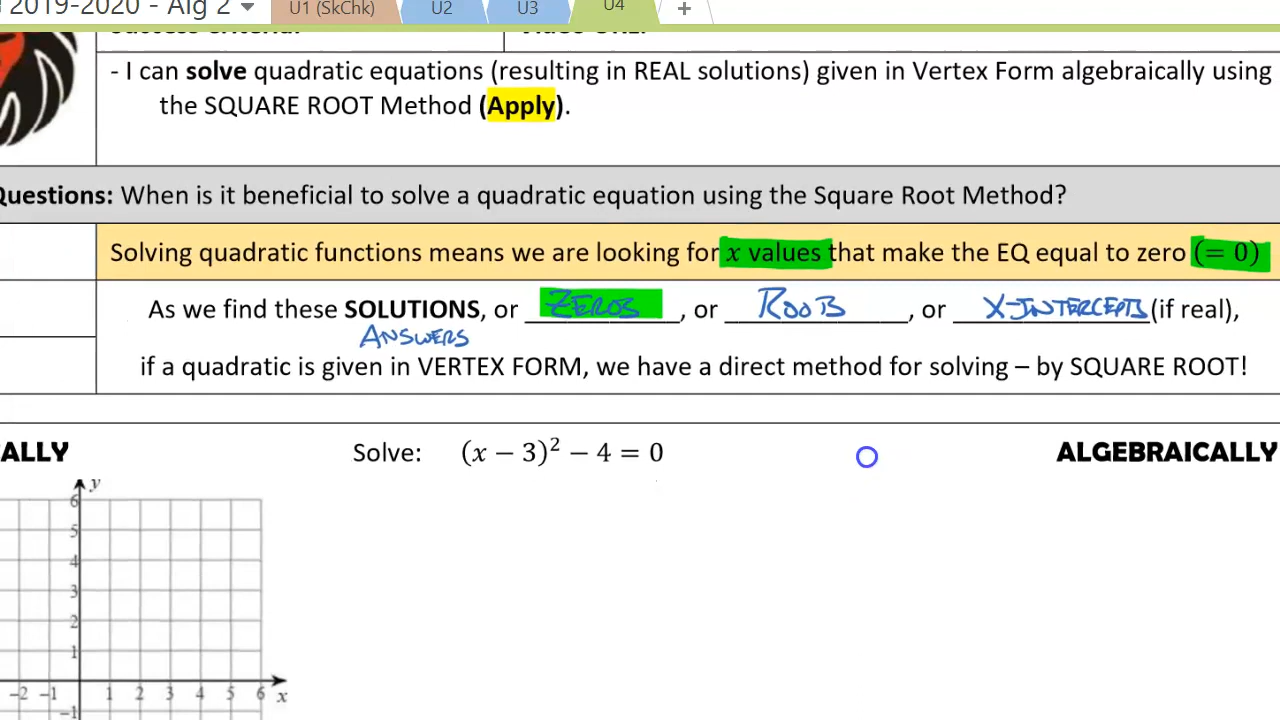 2019-2020 - Alg 2 U1 (SkChk) U2 U3 U4 +
Success Criteria: Video URL:
- I can solve quadratic equations (resulting in REAL solutions) given in Vertex Form algebraically using
the SQUARE ROOT Method (Apply).
Questions: When is it beneficial to solve a quadratic equation using the Square Root Method?
Solving quadratic functions means we are looking for x values that make the EQ equal to zero (= 0)
As we find these SOLUTIONS, or ZEROS, or ROOTS, or X-INTERCEPTS (if real),
ANSWERS
if a quadratic is given in VERTEX FORM, we have a direct method for solving – by SQUARE ROOT!
ALLY Solve: (x − 3)² − 4 = 0 ALGEBRAICALLY
y
6
5
4
3
2
1
−2 −1 1 2 3 4 5 6 x
−1